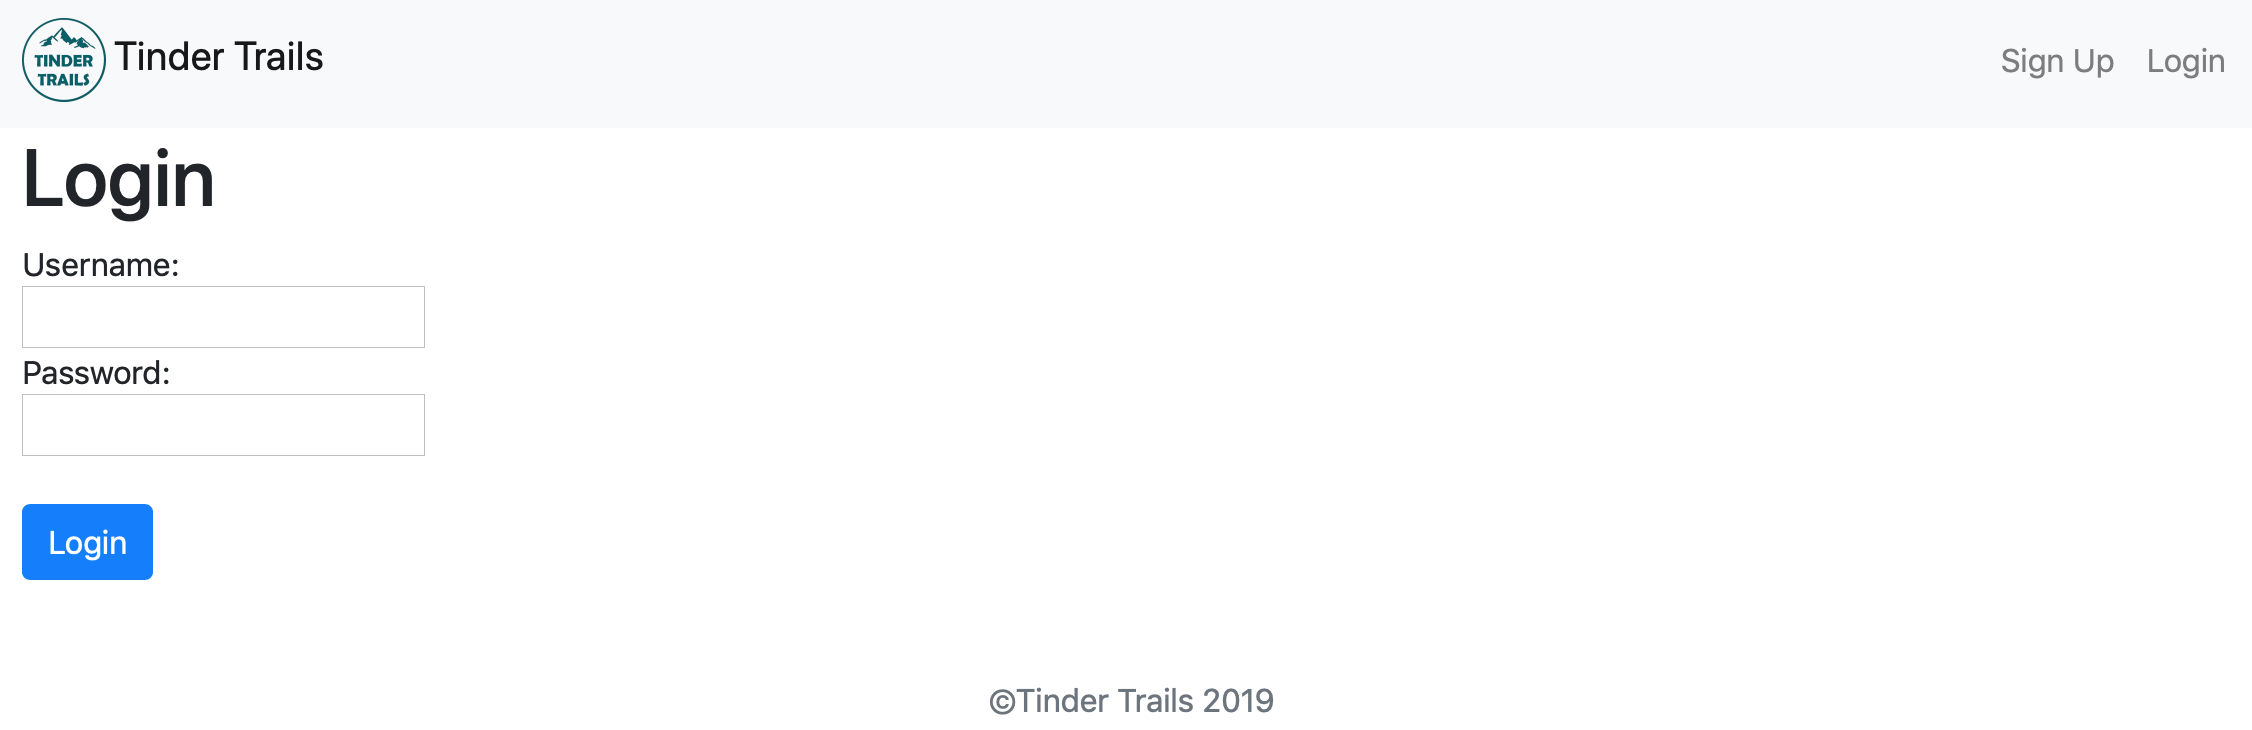 TINDER
TRAILS
Tinder Trails
Sign Up
Login
Login
Username:
Password:
Login
©Tinder Trails 2019